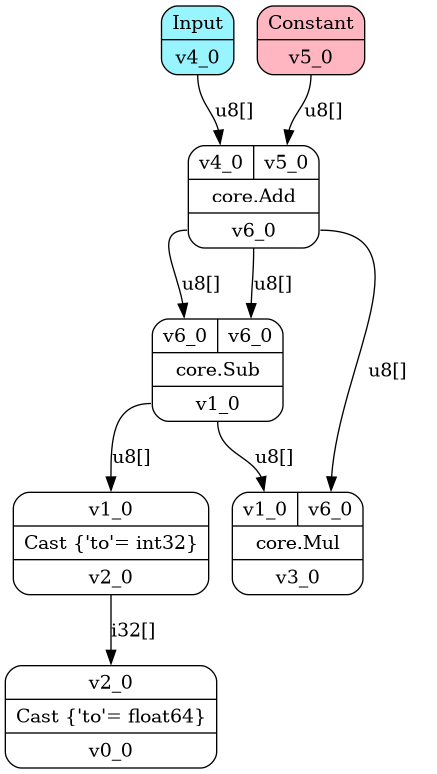 Input
v4_0
Constant
v5_0
u8[]
u8[]
v4_0 v5_0
core.Add
v6_0
u8[]
u8[]
u8[]
v6_0 v6_0
core.Sub
v1_0
u8[]
u8[]
v1_0
Cast {'to'= int32}
v2_0
v1_0 v6_0
core.Mul
v3_0
i32[]
v2_0
Cast {'to'= float64}
v0_0